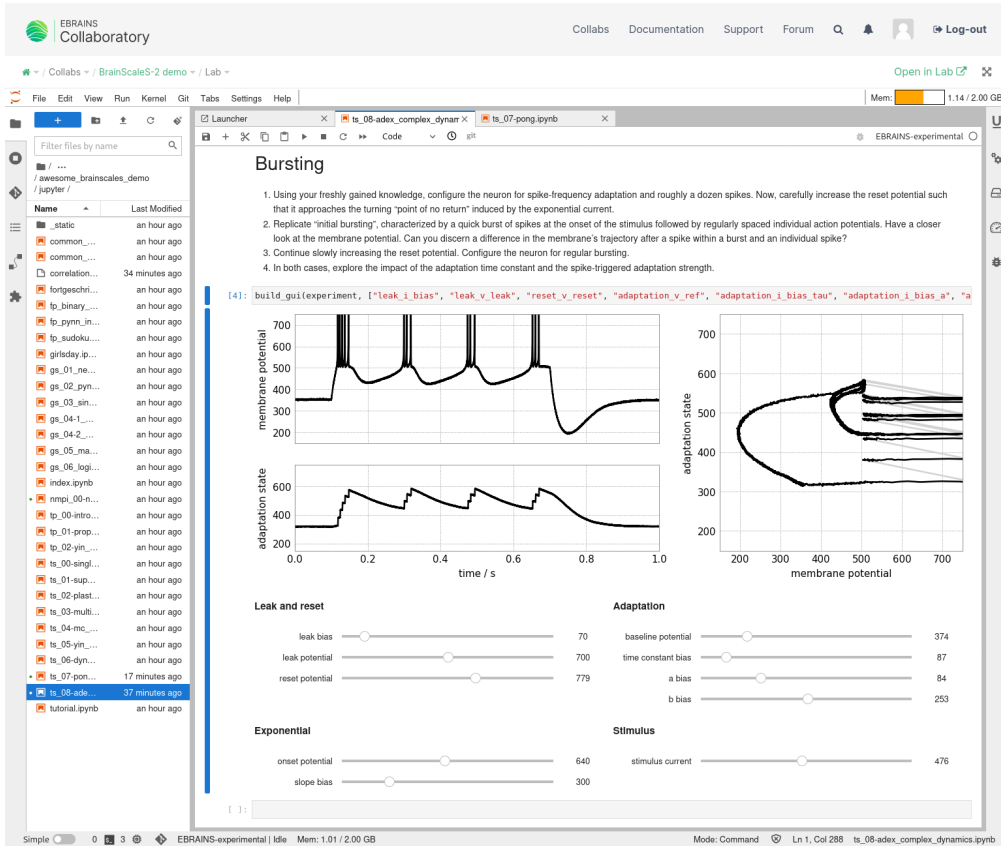 EBRAINS
Collaboratory
Collabs Documentation Support Forum Log-out
/ Collabs / BrainScaleS-2 demo / Lab
Open in Lab
File Edit View Run Kernel Git Tabs Settings Help
Mem: 1.14 / 2.00 GB
Filter files by name
/ ...
/ awesome_brainscales_demo
/ jupyter /
Name Last Modified
_static an hour ago
common_... an hour ago
common_... an hour ago
correlation... 34 minutes ago
fortgeschri... an hour ago
fp_binary_... an hour ago
fp_pynn_in... an hour ago
fp_sudoku.... an hour ago
girlsday.ip... an hour ago
gs_01_ne... an hour ago
gs_02_pyn... an hour ago
gs_03_sin... an hour ago
gs_04-1_... an hour ago
gs_04-2_... an hour ago
gs_05_ma... an hour ago
gs_06_logi... an hour ago
index.ipynb an hour ago
nmpi_00-n... an hour ago
tp_00-intro... an hour ago
tp_01-prop... an hour ago
tp_02-yin_... an hour ago
ts_00-singl... an hour ago
ts_01-sup... an hour ago
ts_02-plast... an hour ago
ts_03-multi... an hour ago
ts_04-mc_... an hour ago
ts_05-yin_... an hour ago
ts_06-dyn... an hour ago
ts_07-pon... 17 minutes ago
ts_08-ade... 37 minutes ago
tutorial.ipynb an hour ago
Launcher ts_08-adex_complex_dynam ts_07-pong.ipynb
Code git EBRAINS-experimental
Bursting
1. Using your freshly gained knowledge, configure the neuron for spike-frequency adaptation and roughly a dozen spikes. Now, carefully increase the reset potential such
that it approaches the turning “point of no return” induced by the exponential current.
2. Replicate “initial bursting”, characterized by a quick burst of spikes at the onset of the stimulus followed by regularly spaced individual action potentials. Have a closer
look at the membrane potential. Can you discern a difference in the membrane's trajectory after a spike within a burst and an individual spike?
3. Continue slowly increasing the reset potential. Configure the neuron for regular bursting.
4. In both cases, explore the impact of the adaptation time constant and the spike-triggered adaptation strength.
[4]: build_gui(experiment, ["leak_i_bias", "leak_v_leak", "reset_v_reset", "adaptation_v_ref", "adaptation_i_bias_tau", "adaptation_i_bias_a", "a
membrane potential
700
600
500
400
300
200
adaptation state
600
400
200
0.0 0.2 0.4 0.6 0.8 1.0
time / s
adaptation state
700
600
500
400
300
200
200 300 400 500 600 700
membrane potential
Leak and reset
leak bias 70
leak potential 700
reset potential 779
Adaptation
baseline potential 374
time constant bias 87
a bias 84
b bias 253
Exponential
onset potential 640
slope bias 300
Stimulus
stimulus current 476
[ ]:
Simple 0 3 EBRAINS-experimental | Idle Mem: 1.01 / 2.00 GB
Mode: Command Ln 1, Col 288 ts_08-adex_complex_dynamics.ipynb